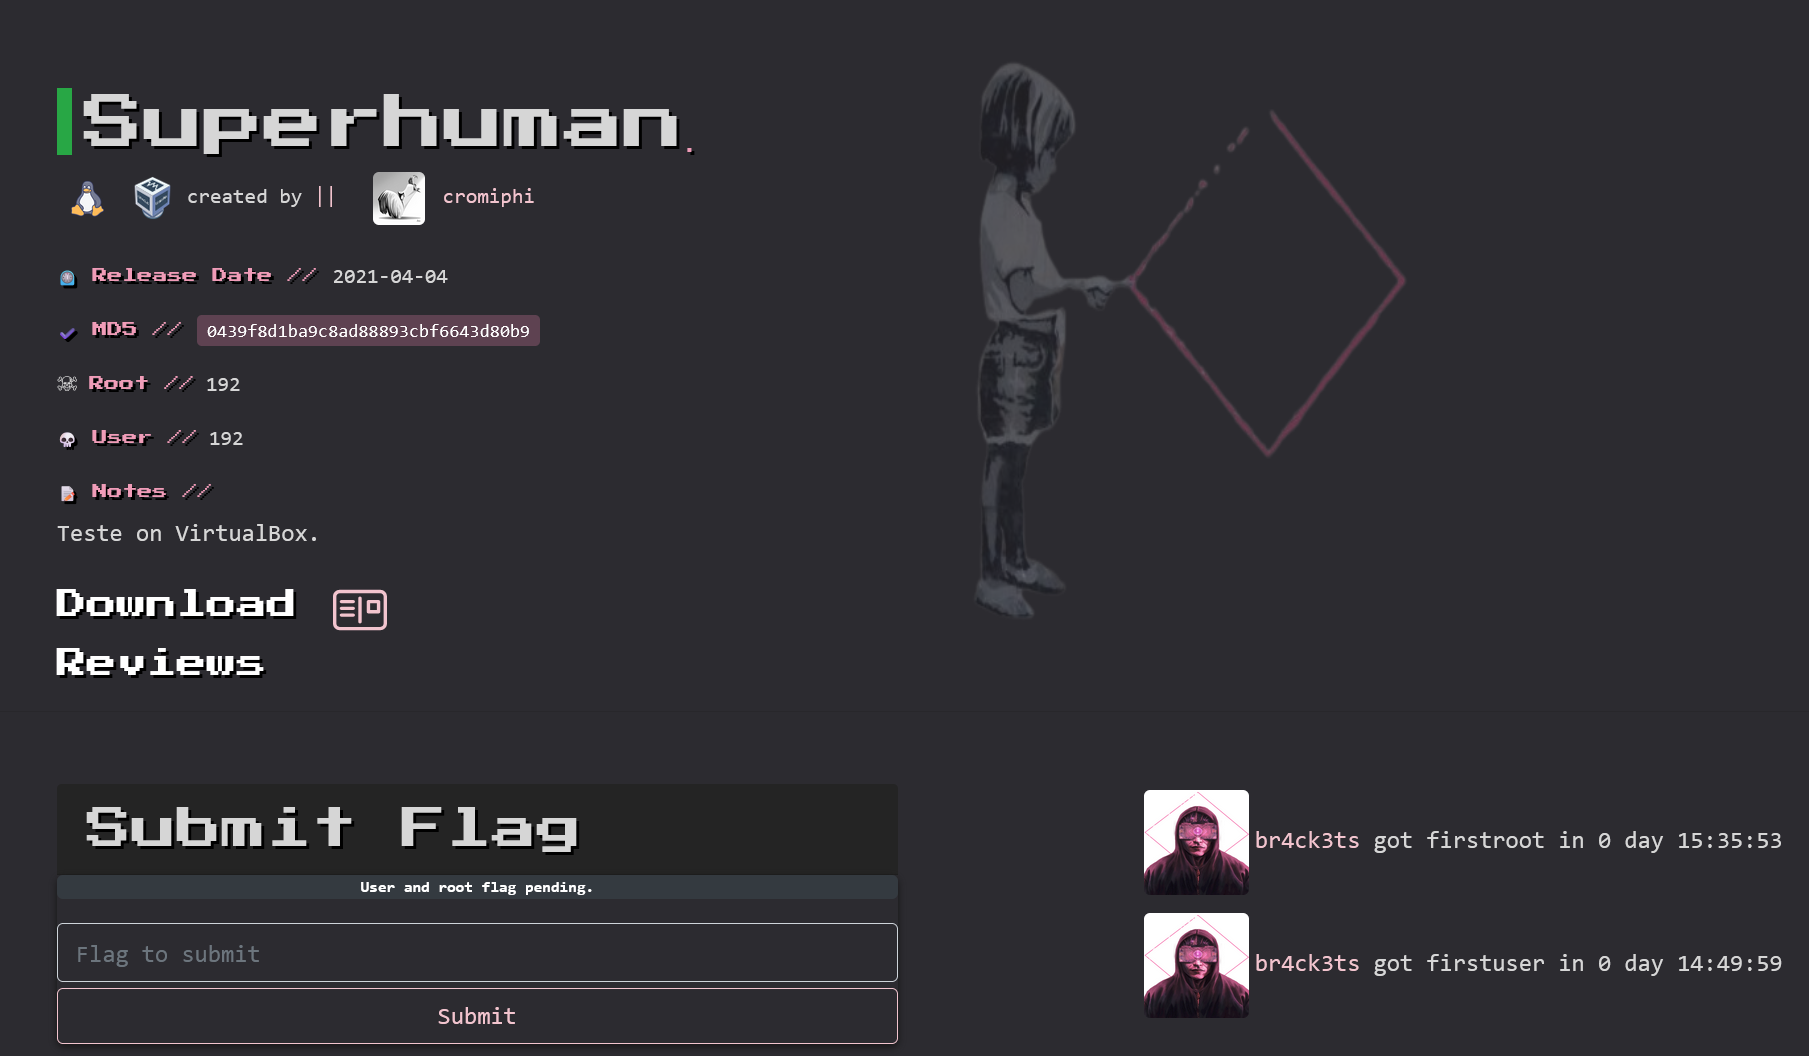 Superhuman.
created by || cromiphi
Release Date // 2021-04-04
MD5 // 0439f8d1ba9c8ad88893cbf6643d80b9
Root // 192
User // 192
Notes //
Teste on VirtualBox.
Download
Reviews
Submit Flag
User and root flag pending.
Flag to submit
Submit
br4ck3ts got firstroot in 0 day 15:35:53
br4ck3ts got firstuser in 0 day 14:49:59